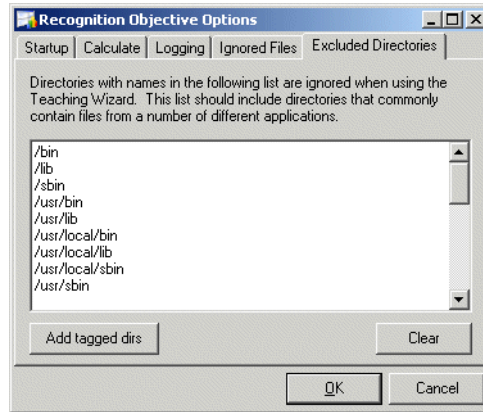 Recognition Objective Options
Startup Calculate Logging Ignored Files Excluded Directories
Directories with names in the following list are ignored when using the
Teaching Wizard. This list should include directories that commonly
contain files from a number of different applications.
/bin
/lib
/sbin
/usr/bin
/usr/lib
/usr/local/bin
/usr/local/lib
/usr/local/sbin
/usr/sbin
Add tagged dirs Clear
OK Cancel